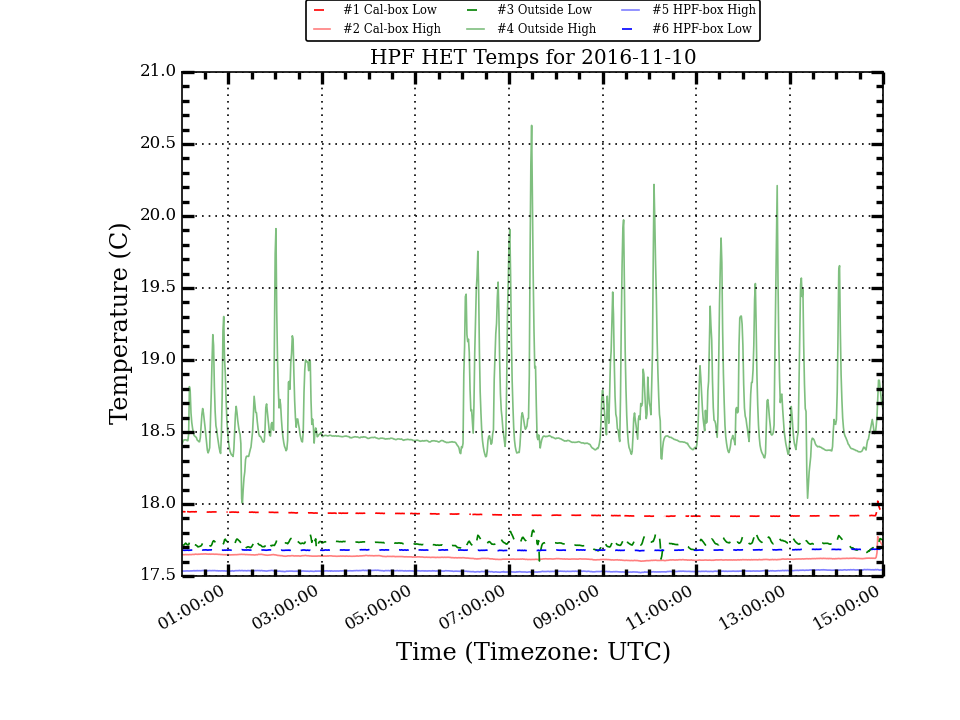 #1 Cal-box Low #3 Outside Low #5 HPF-box High
#2 Cal-box High #4 Outside High #6 HPF-box Low
HPF HET Temps for 2016-11-10
21.0
20.5
20.0
19.5
19.0
18.5
18.0
17.5
Temperature (C)
01:00:00 03:00:00 05:00:00 07:00:00 09:00:00 11:00:00 13:00:00 15:00:00
Time (Timezone: UTC)